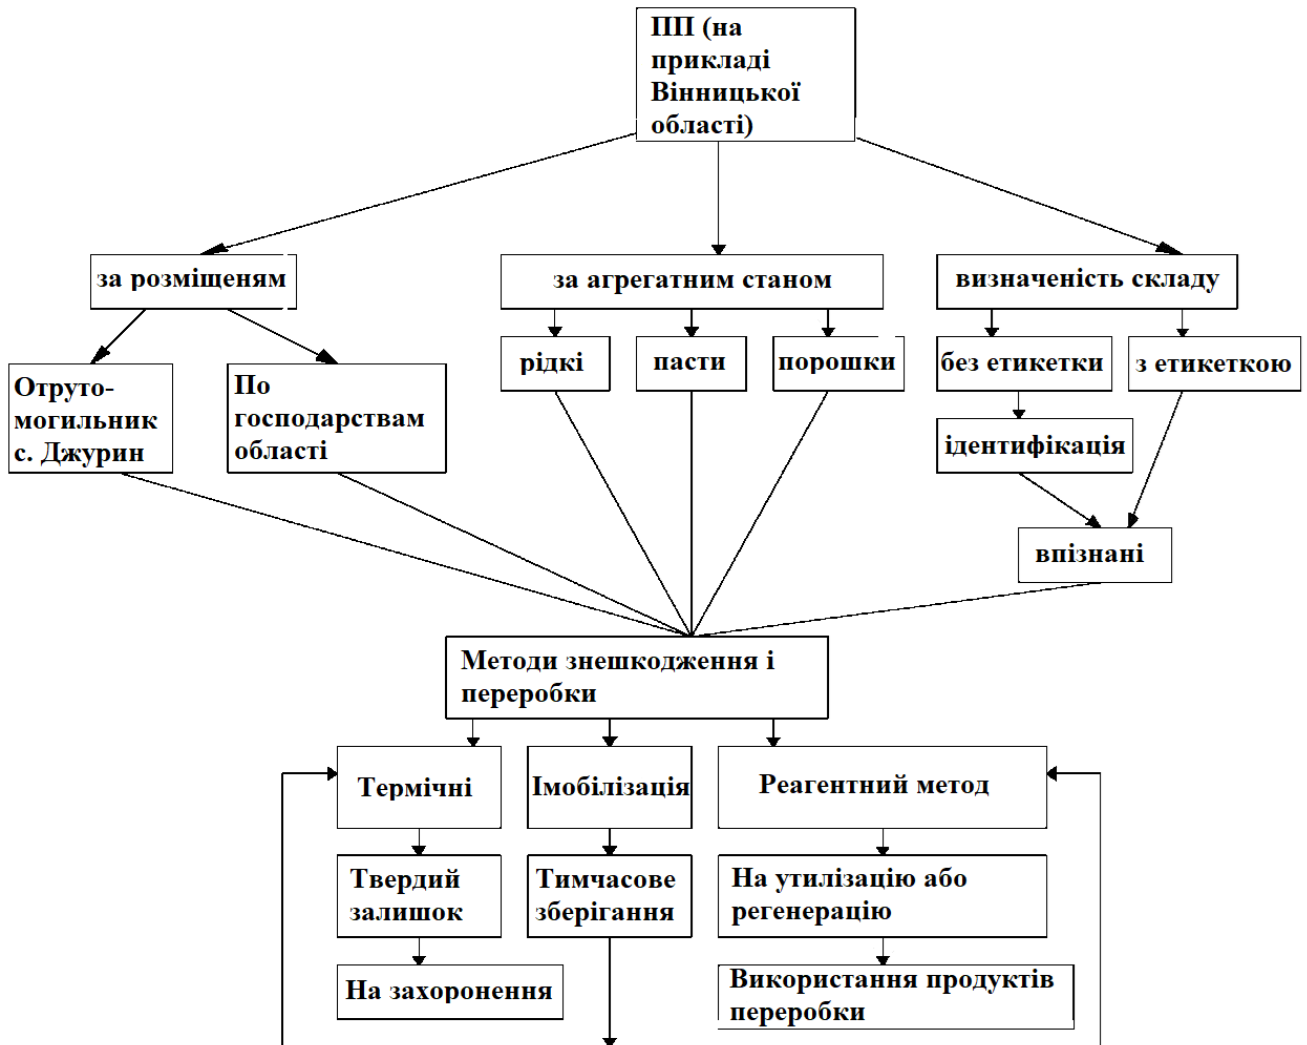 ПП (на
прикладі
Вінницької
області)
за розміщеням
за агрегатним станом
визначеність складу
рідкі
пасти
порошки
без етикетки
з етикеткою
Отруто-
могильник
с. Джурин
По
господарствам
області
ідентифікація
впізнані
Методи знешкодження і
переробки
Термічні
Імобілізація
Реагентний метод
Твердий
залишок
Тимчасове
зберігання
На утилізацію або
регенерацію
На захоронення
Використання продуктів
переробки